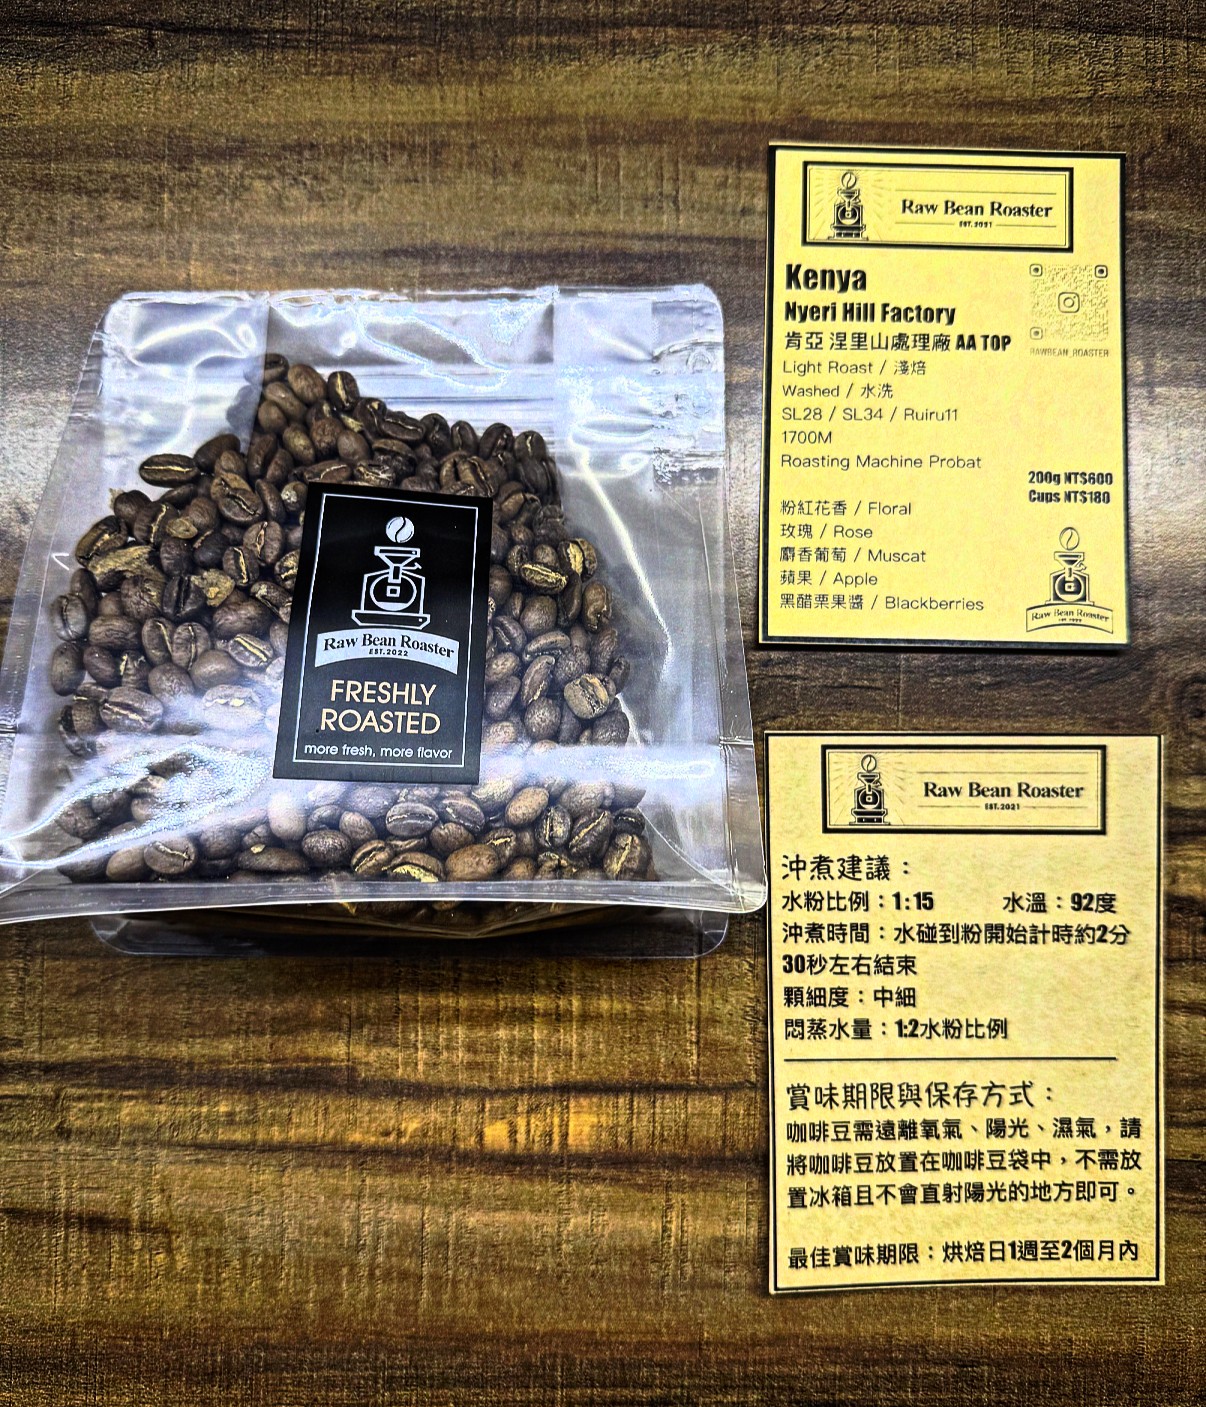 Raw Bean Roaster
EST.2022
FRESHLY
ROASTED
more fresh, more flavor
Raw Bean Roaster
EST.2021
Kenya
Nyeri Hill Factory
肯亞 涅里山處理廠 AA TOP
RAWBEAN_ROASTER
Light Roast / 淺焙
Washed / 水洗
SL28 / SL34 / Ruiru11
1700M
Roasting Machine Probat
200g NT$600
Cups NT$180
粉紅花香 / Floral
玫瑰 / Rose
麝香葡萄 / Muscat
蘋果 / Apple
黑醋栗果醬 / Blackberries
Raw Bean Roaster
Raw Bean Roaster
EST.2021
沖煮建議：
水粉比例：1:15 水溫：92度
沖煮時間：水碰到粉開始計時約2分
30秒左右結束
顆細度：中細
悶蒸水量：1:2水粉比例
賞味期限與保存方式：
咖啡豆需遠離氧氣、陽光、濕氣，請
將咖啡豆放置在咖啡豆袋中，不需放
置冰箱且不會直射陽光的地方即可。
最佳賞味期限：烘焙日1週至2個月內